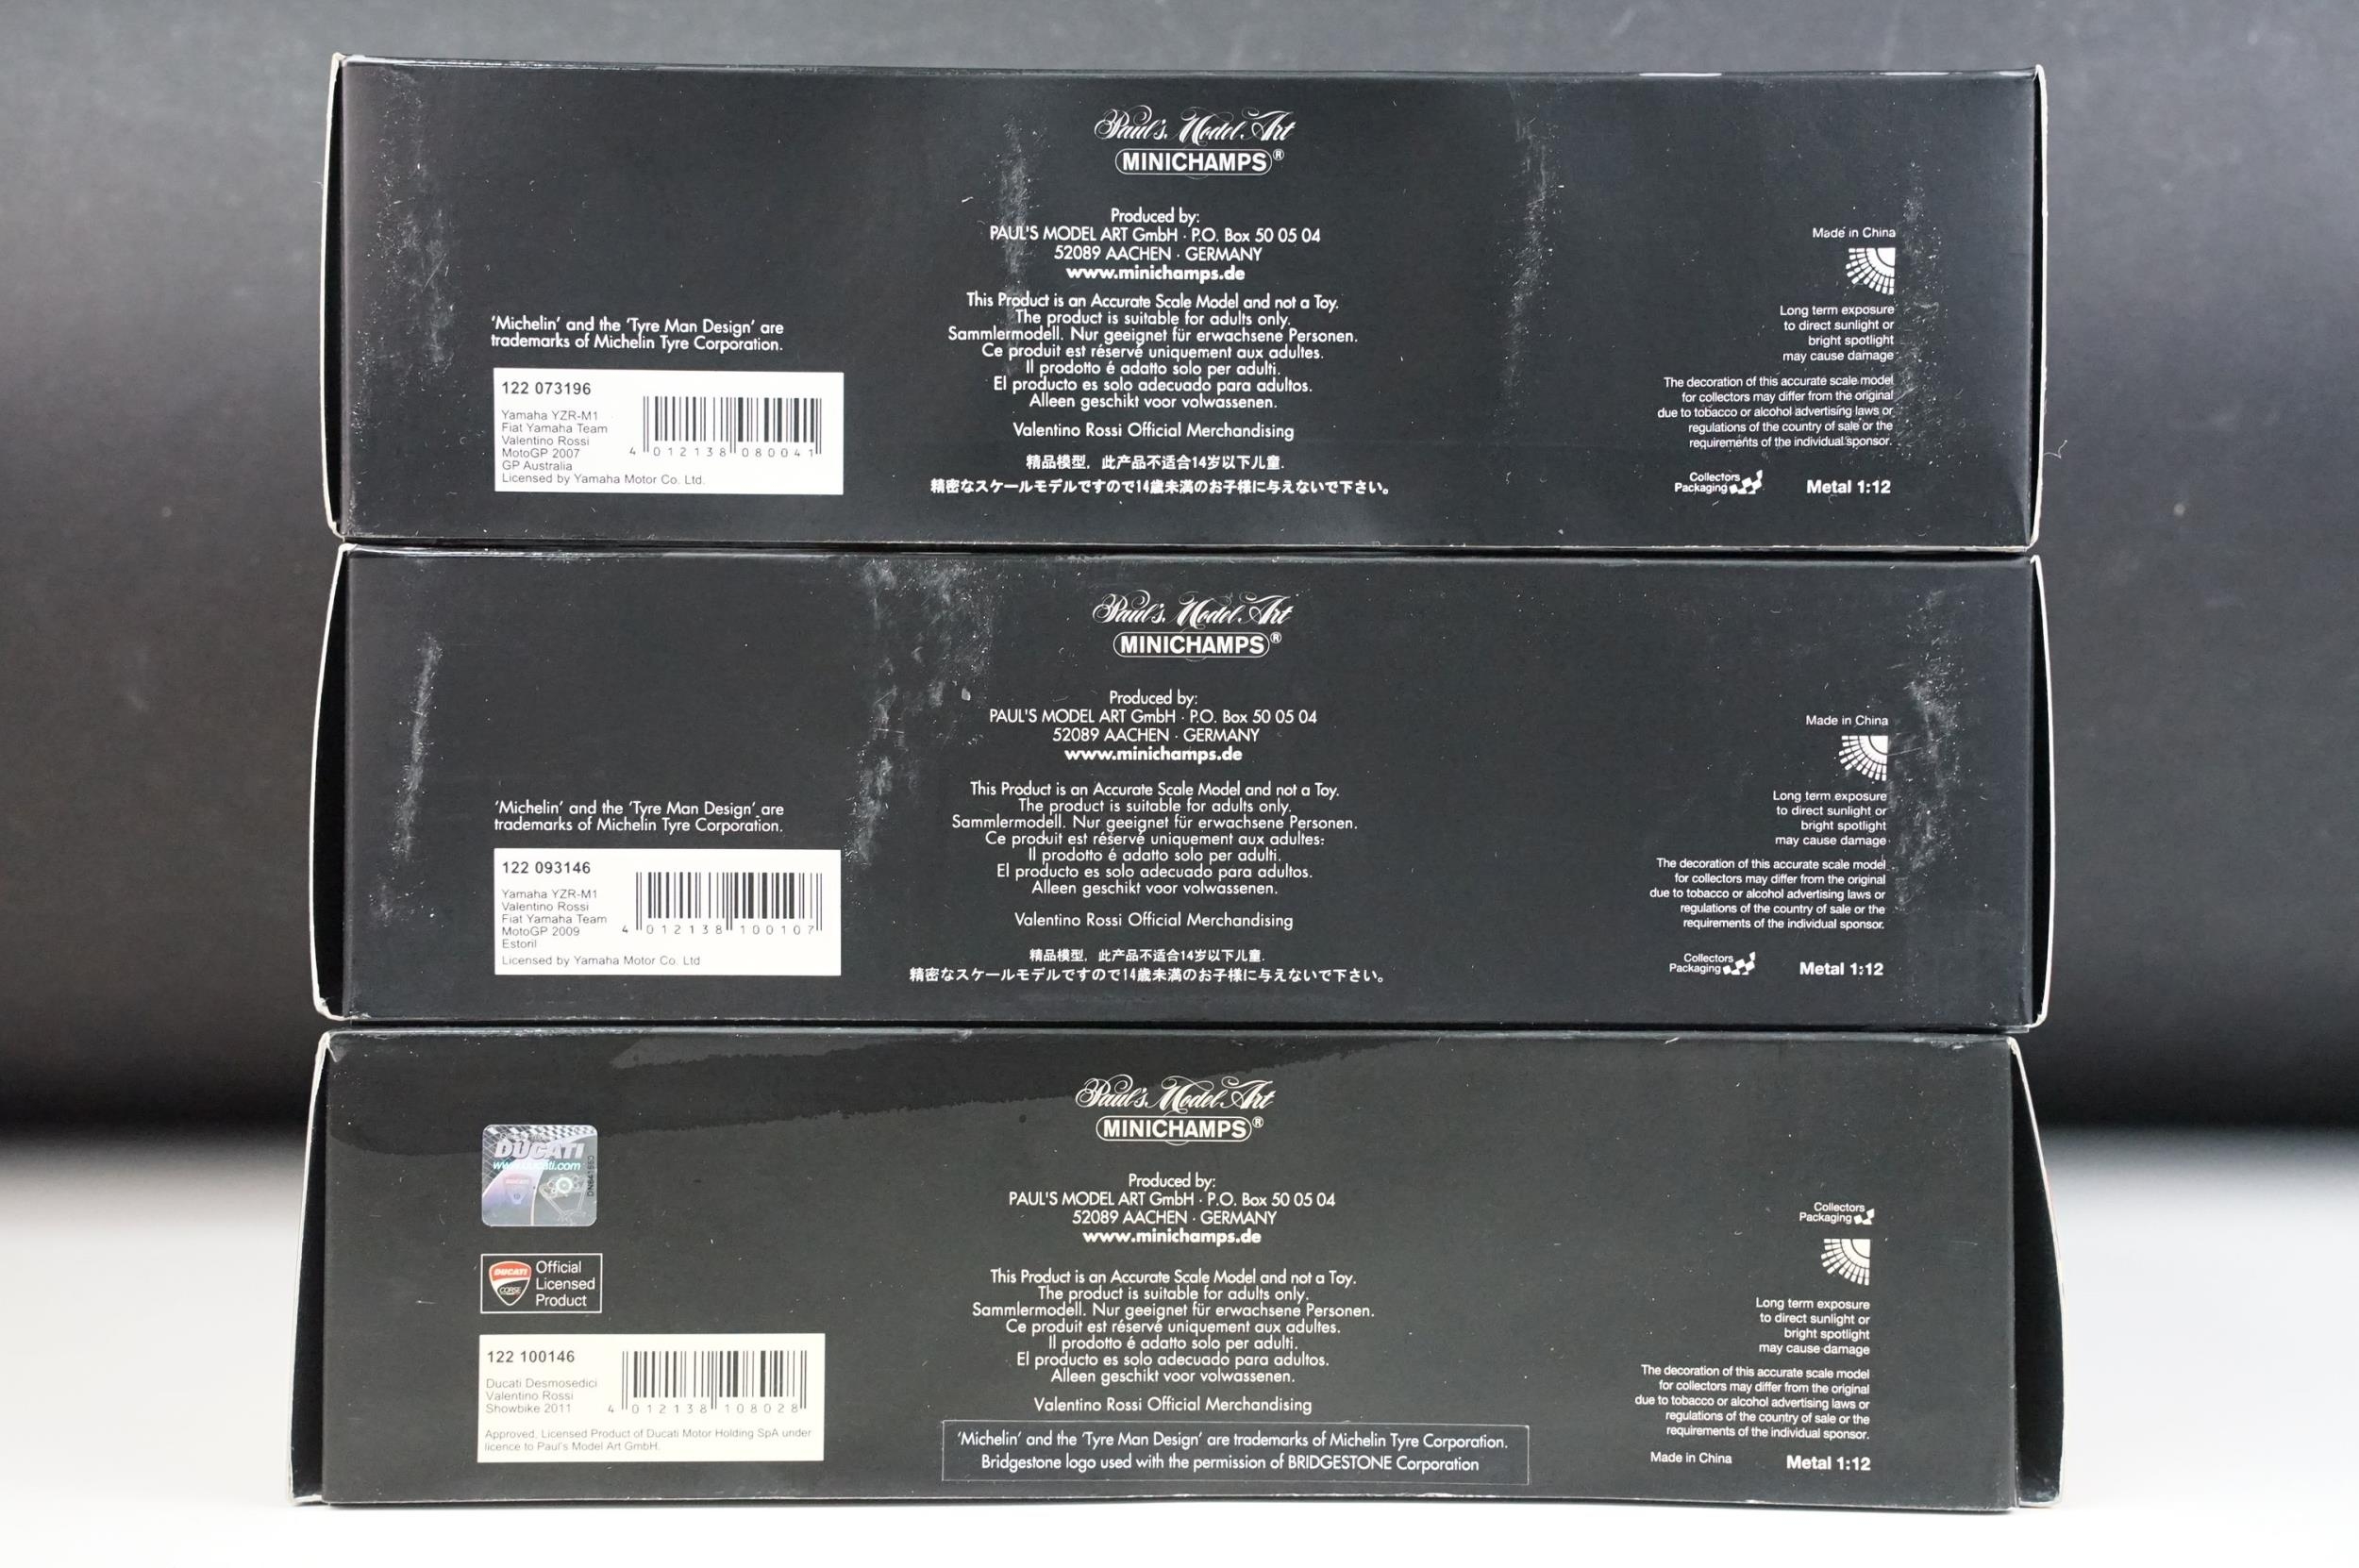 Paul's Model Art
MINICHAMPS®
Produced by:
PAUL'S MODEL ART GmbH · P.O. Box 50 05 04
52089 AACHEN · GERMANY
www.minichamps.de
This Product is an Accurate Scale Model and not a Toy.
The product is suitable for adults only.
Sammlermodell. Nur geeignet für erwachsene Personen.
Ce produit est réservé uniquement aux adultes.
Il prodotto é adatto solo per adulti.
El producto es solo adecuado para adultos.
Alleen geschikt voor volwassenen.
Valentino Rossi Official Merchandising
精品模型，此产品不适合14岁以下儿童.
精密なスケールモデルですので14歳未満のお子様に与えないで下さい。
'Michelin' and the 'Tyre Man Design' are
trademarks of Michelin Tyre Corporation.
122 073196
Yamaha YZR-M1
Fiat Yamaha Team
Valentino Rossi
MotoGP 2007
GP Australia
Licensed by Yamaha Motor Co. Ltd.
4 012138 080041
Made in China
Long term exposure
to direct sunlight or
bright spotlight
may cause damage
The decoration of this accurate scale model
for collectors may differ from the original
due to tobacco or alcohol advertising laws or
regulations of the country of sale or the
requirements of the individual sponsor.
Collectors
Packaging
Metal 1:12
Paul's Model Art
MINICHAMPS®
Produced by:
PAUL'S MODEL ART GmbH · P.O. Box 50 05 04
52089 AACHEN · GERMANY
www.minichamps.de
This Product is an Accurate Scale Model and not a Toy.
The product is suitable for adults only.
Sammlermodell. Nur geeignet für erwachsene Personen.
Ce produit est réservé uniquement aux adultes.
Il prodotto é adatto solo per adulti.
El producto es solo adecuado para adultos.
Alleen geschikt voor volwassenen.
Valentino Rossi Official Merchandising
精品模型，此产品不适合14岁以下儿童.
精密なスケールモデルですので14歳未満のお子様に与えないで下さい。
'Michelin' and the 'Tyre Man Design' are
trademarks of Michelin Tyre Corporation.
122 093146
Yamaha YZR-M1
Valentino Rossi
Fiat Yamaha Team
MotoGP 2009
Estoril
Licensed by Yamaha Motor Co. Ltd
4 012138 100107
Made in China
Long term exposure
to direct sunlight or
bright spotlight
may cause damage
The decoration of this accurate scale model
for collectors may differ from the original
due to tobacco or alcohol advertising laws or
regulations of the country of sale or the
requirements of the individual sponsor.
Collectors
Packaging
Metal 1:12
Paul's Model Art
MINICHAMPS®
Produced by:
PAUL'S MODEL ART GmbH · P.O. Box 50 05 04
52089 AACHEN · GERMANY
www.minichamps.de
This Product is an Accurate Scale Model and not a Toy.
The product is suitable for adults only.
Sammlermodell. Nur geeignet für erwachsene Personen.
Ce produit est réservé uniquement aux adultes.
Il prodotto é adatto solo per adulti.
El producto es solo adecuado para adultos.
Alleen geschikt voor volwassenen.
Valentino Rossi Official Merchandising
'Michelin' and the 'Tyre Man Design' are trademarks of Michelin Tyre Corporation.
Bridgestone logo used with the permission of BRIDGESTONE Corporation
DUCATI
www.ducati.com
DUCATI
CORSE
Official
Licensed
Product
122 100146
Ducati Desmosedici
Valentino Rossi
Showbike 2011
4 012138 108028
Approved, Licensed Product of Ducati Motor Holding SpA under
licence to Paul's Model Art GmbH.
Collectors
Packaging
Long term exposure
to direct sunlight or
bright spotlight
may cause damage
The decoration of this accurate scale model
for collectors may differ from the original
due to tobacco or alcohol advertising laws or
regulations of the country of sale or the
requirements of the individual sponsor.
Made in China
Metal 1:12